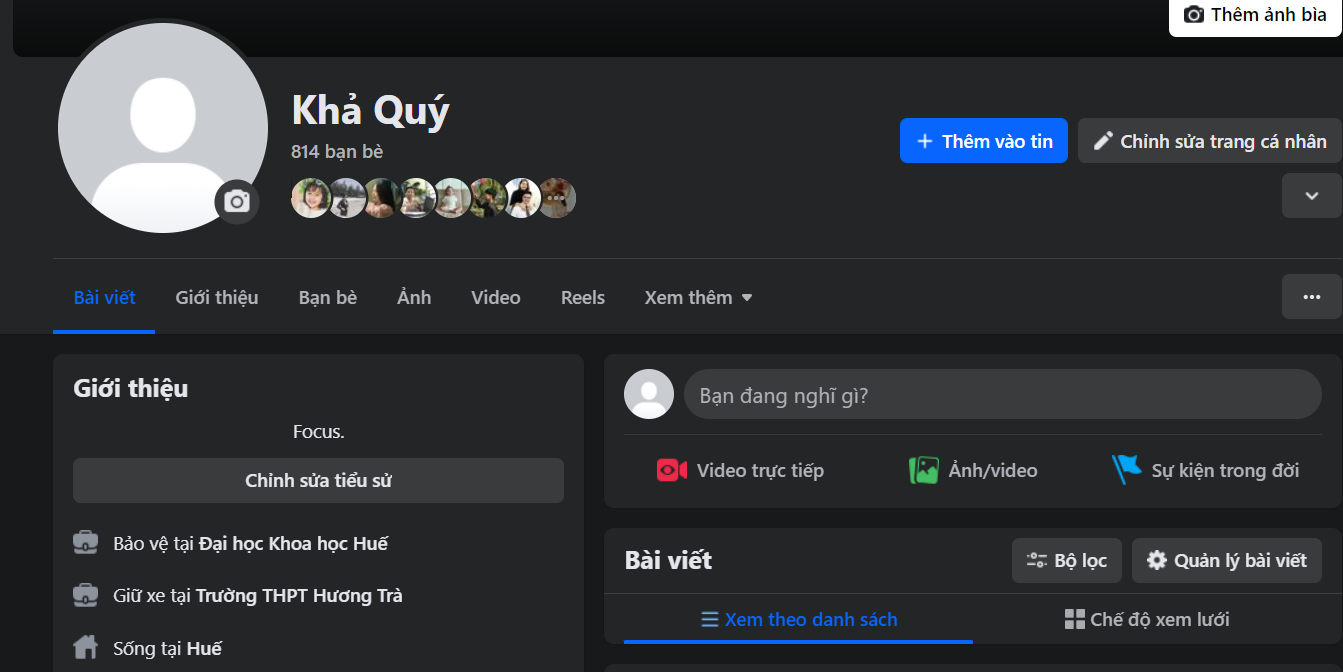 Thêm ảnh bìa
Khả Quý
814 bạn bè
Thêm vào tin
Chỉnh sửa trang cá nhân
Bài viết
Giới thiệu
Bạn bè
Ảnh
Video
Reels
Xem thêm
Giới thiệu
Focus.
Chỉnh sửa tiểu sử
Bảo vệ tại Đại học Khoa học Huế
Giữ xe tại Trường THPT Hương Trà
Sống tại Huế
Bạn đang nghĩ gì?
Video trực tiếp
Ảnh/video
Sự kiện trong đời
Bài viết
Bộ lọc
Quản lý bài viết
Xem theo danh sách
Chế độ xem lưới